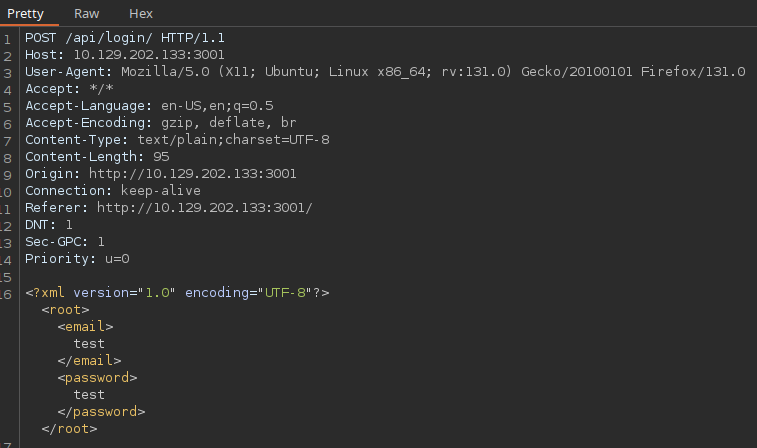 Pretty Raw Hex
1 POST /api/login/ HTTP/1.1
2 Host: 10.129.202.133:3001
3 User-Agent: Mozilla/5.0 (X11; Ubuntu; Linux x86_64; rv:131.0) Gecko/20100101 Firefox/131.0
4 Accept: */*
5 Accept-Language: en-US,en;q=0.5
6 Accept-Encoding: gzip, deflate, br
7 Content-Type: text/plain;charset=UTF-8
8 Content-Length: 95
9 Origin: http://10.129.202.133:3001
10 Connection: keep-alive
11 Referer: http://10.129.202.133:3001/
12 DNT: 1
13 Sec-GPC: 1
14 Priority: u=0
15
16 <?xml version="1.0" encoding="UTF-8"?>
<root>
<email>
test
</email>
<password>
test
</password>
</root>
17